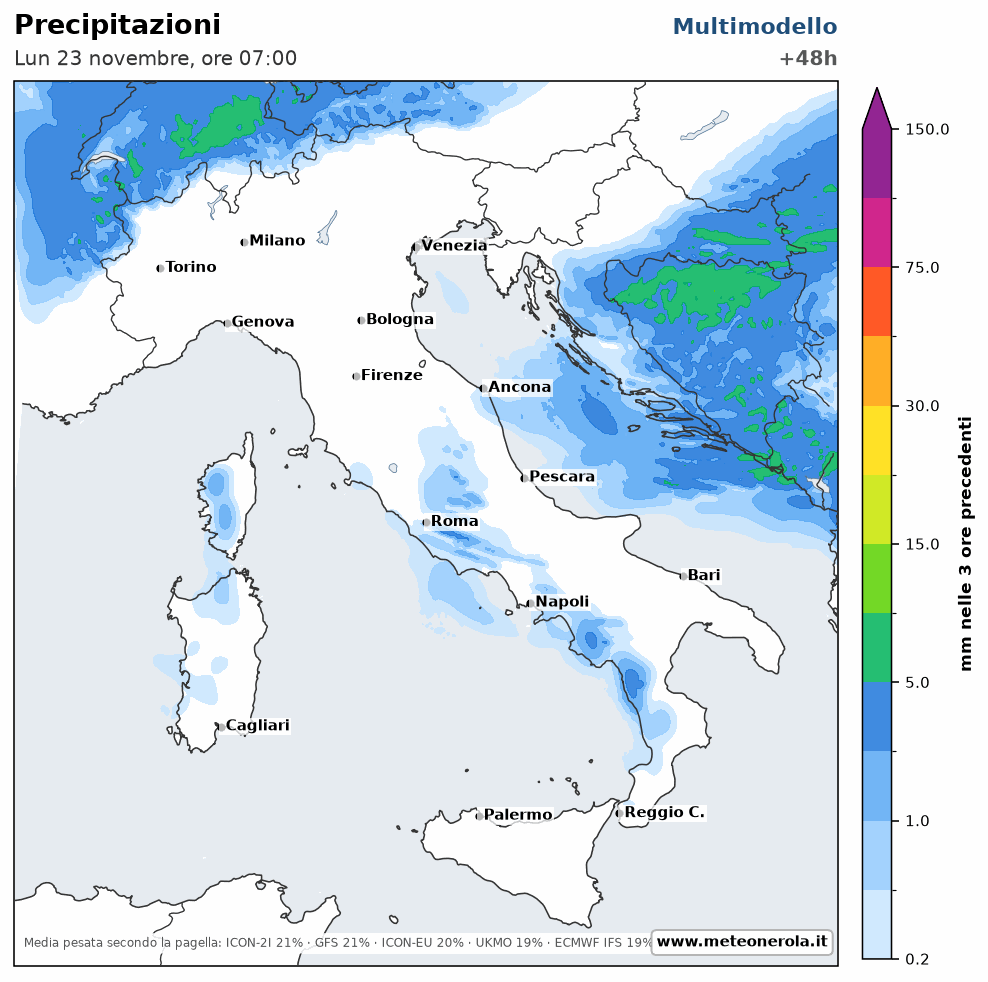 Precipitazioni
Multimodello
Lun 23 novembre, ore 07:00
+48h
150.0
75.0
30.0
15.0
5.0
1.0
0.2
mm nelle 3 ore precedenti
Milano
Venezia
Torino
Genova
Bologna
Firenze
Ancona
Pescara
Roma
Bari
Napoli
Cagliari
Palermo
Reggio C.
Media pesata secondo la pagella: ICON-2I 21% · GFS 21% · ICON-EU 20% · UKMO 19% · ECMWF IFS 19%
www.meteonerola.it